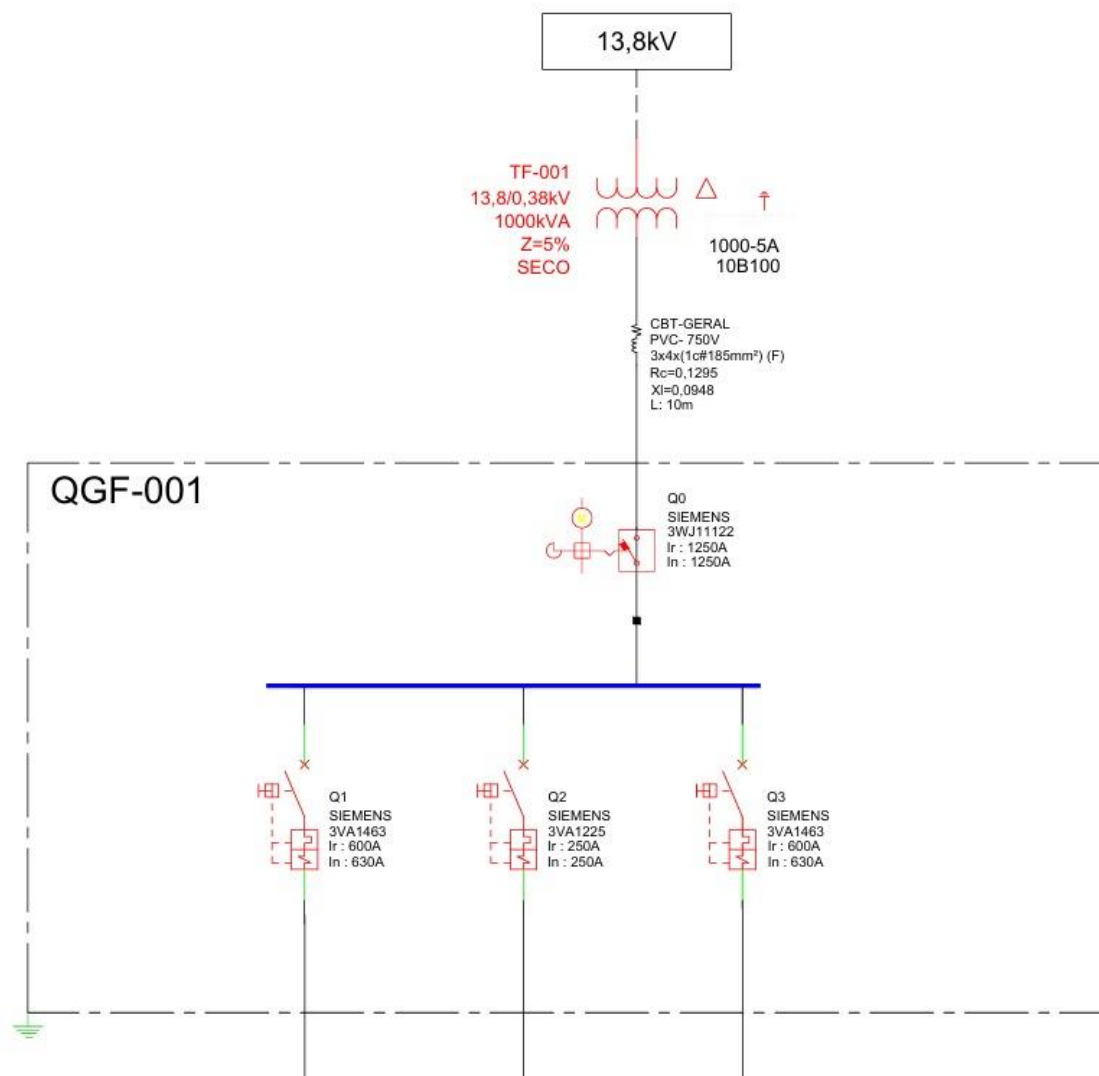 13,8kV
TF-001
13,8/0,38kV
1000kVA
Z=5%
SECO
1000-5A
10B100
CBT-GERAL
PVC- 750V
3x4x(1c#185mm²) (F)
Rc=0,1295
Xl=0,0948
L: 10m
QGF-001
Q0
SIEMENS
3WJ11122
Ir : 1250A
In : 1250A
Q1
SIEMENS
3VA1463
Ir : 600A
In : 630A
Q2
SIEMENS
3VA1225
Ir : 250A
In : 250A
Q3
SIEMENS
3VA1463
Ir : 600A
In : 630A